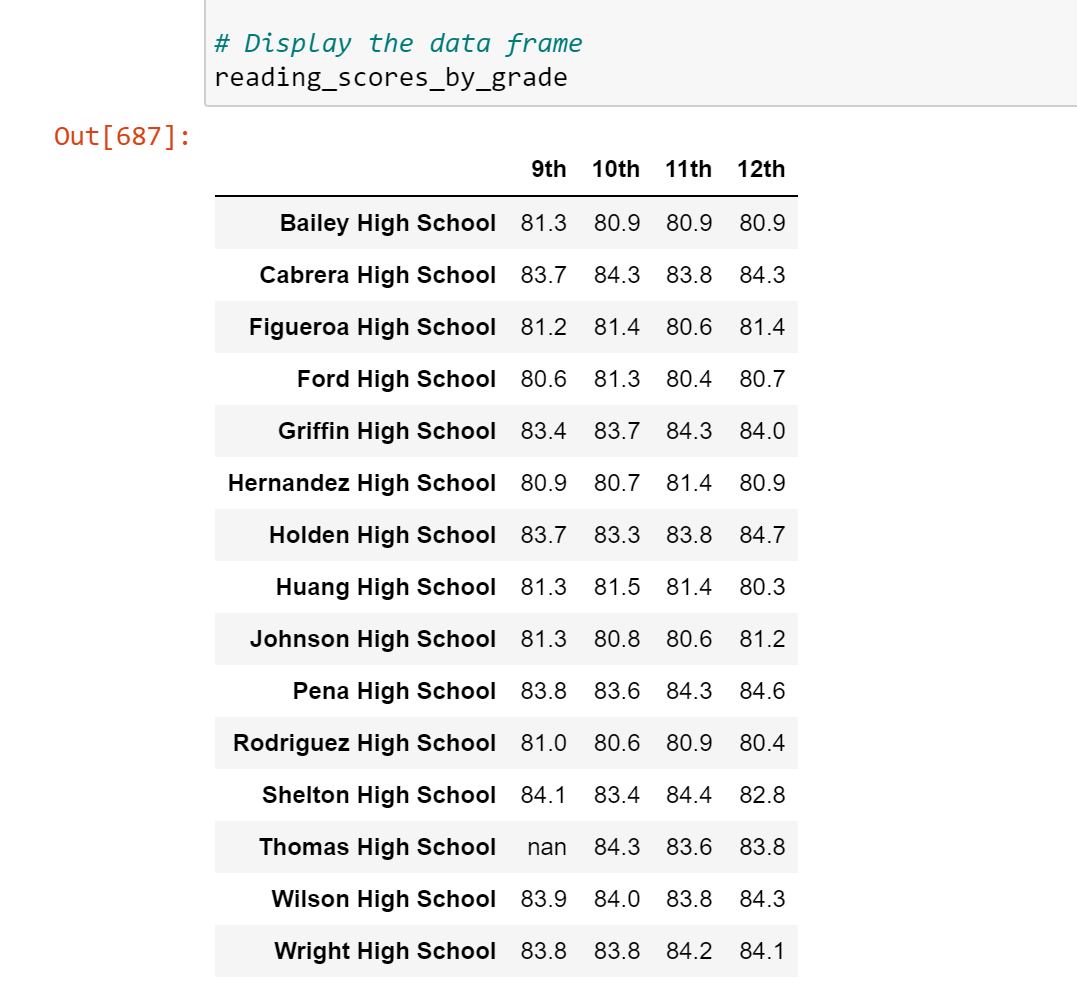 # Display the data frame
reading_scores_by_grade
Out[687]:
9th 10th 11th 12th
Bailey High School 81.3 80.9 80.9 80.9
Cabrera High School 83.7 84.3 83.8 84.3
Figueroa High School 81.2 81.4 80.6 81.4
Ford High School 80.6 81.3 80.4 80.7
Griffin High School 83.4 83.7 84.3 84.0
Hernandez High School 80.9 80.7 81.4 80.9
Holden High School 83.7 83.3 83.8 84.7
Huang High School 81.3 81.5 81.4 80.3
Johnson High School 81.3 80.8 80.6 81.2
Pena High School 83.8 83.6 84.3 84.6
Rodriguez High School 81.0 80.6 80.9 80.4
Shelton High School 84.1 83.4 84.4 82.8
Thomas High School nan 84.3 83.6 83.8
Wilson High School 83.9 84.0 83.8 84.3
Wright High School 83.8 83.8 84.2 84.1